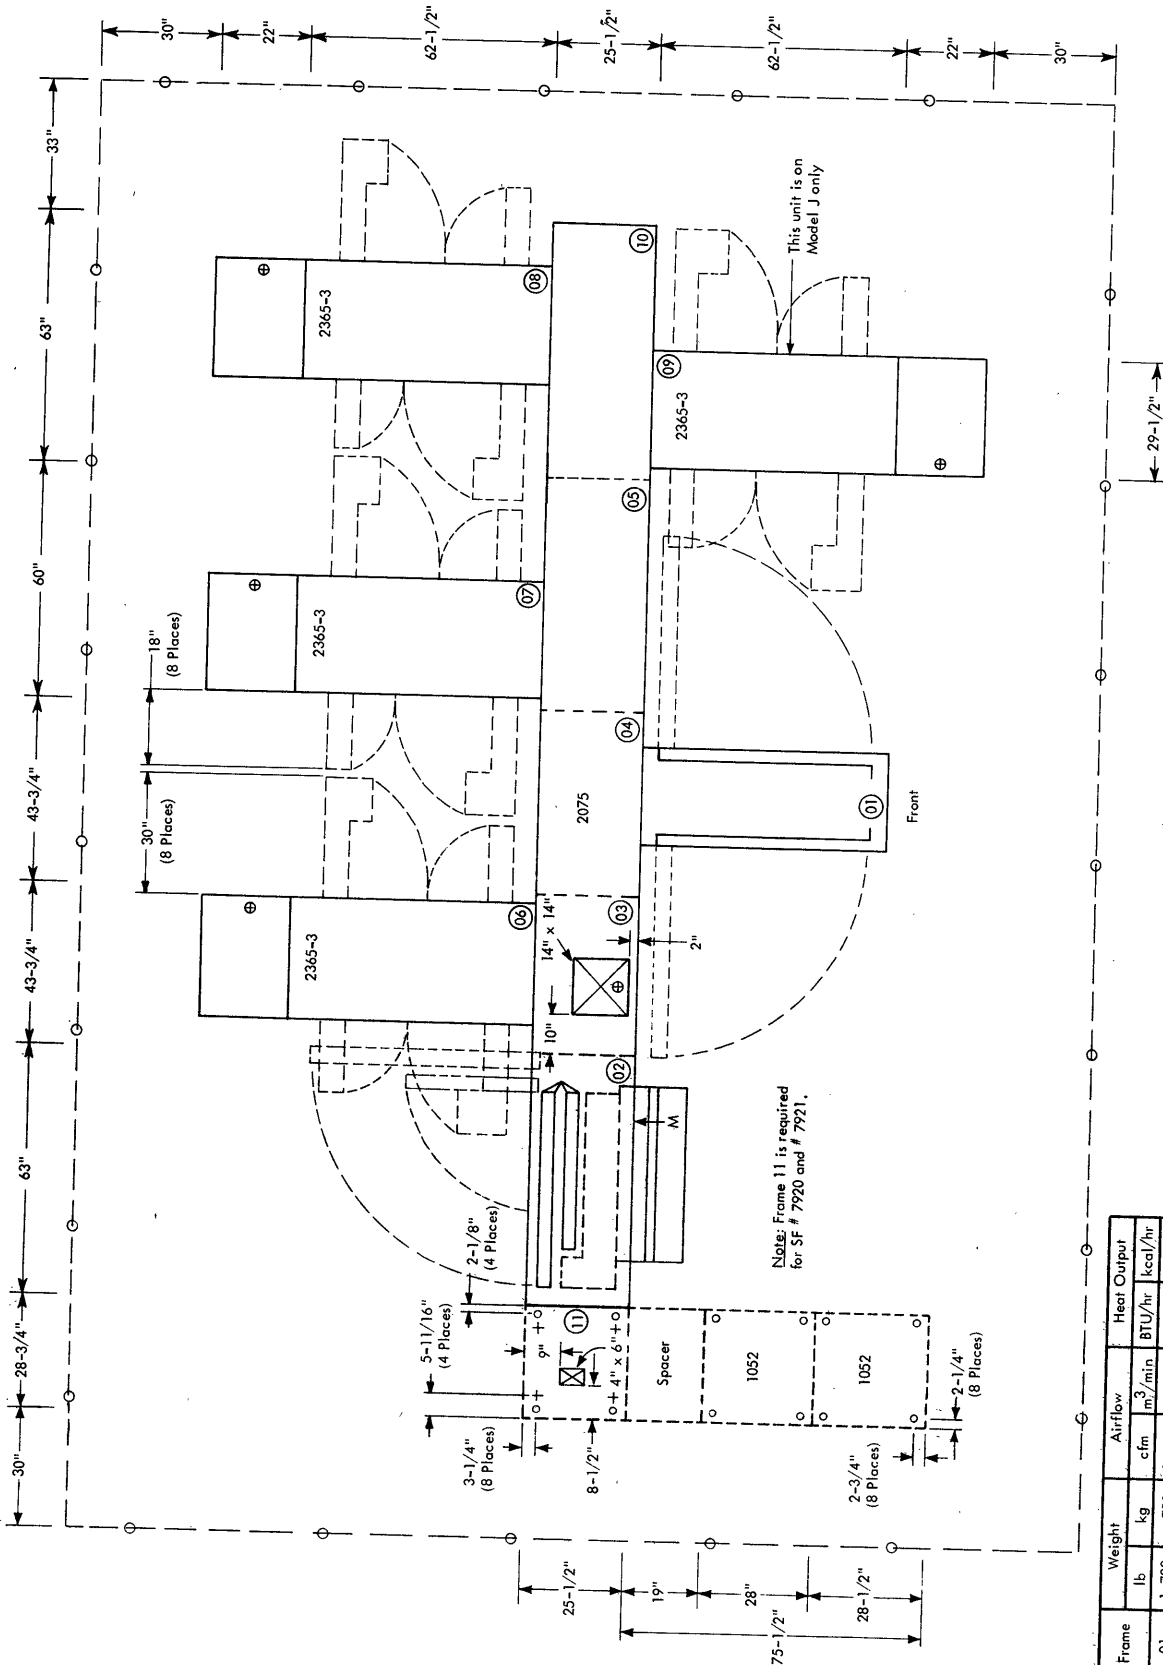 30"
28-3/4"
63"
43-3/4"
43-3/4"
60"
63"
33"
30"
22"
62-1/2"
25-1/2"
62-1/2"
22"
30"
18"
(8 Places)
30"
(8 Places)
2365-3
06
2365-3
07
2365-3
08
10
05
04
2075
03
14" x 14"
10"
2"
02
M
This unit is on
Model J only
09
2365-3
29-1/2"
01
Front
5-11/16"
(4 Places)
2-1/8"
(4 Places)
9"
11
4" x 6"
3-1/4"
(8 Places)
8-1/2"
Spacer
1052
1052
2-3/4"
(8 Places)
2-1/4"
(8 Places)
25-1/2"
19"
28"
28-1/2"
75-1/2"
Note: Frame 11 is required
for SF # 7920 and # 7921.
Frame Weight Airflow Heat Output
lb kg cfm m³/min BTU/hr kcal/hr
01